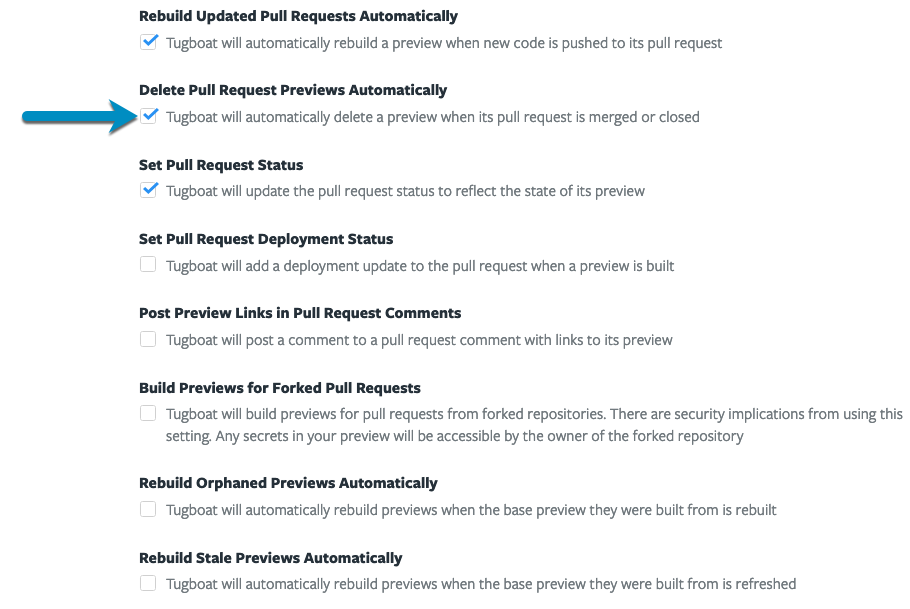 Rebuild Updated Pull Requests Automatically
Tugboat will automatically rebuild a preview when new code is pushed to its pull request
Delete Pull Request Previews Automatically
Tugboat will automatically delete a preview when its pull request is merged or closed
Set Pull Request Status
Tugboat will update the pull request status to reflect the state of its preview
Set Pull Request Deployment Status
Tugboat will add a deployment update to the pull request when a preview is built
Post Preview Links in Pull Request Comments
Tugboat will post a comment to a pull request comment with links to its preview
Build Previews for Forked Pull Requests
Tugboat will build previews for pull requests from forked repositories. There are security implications from using this
setting. Any secrets in your preview will be accessible by the owner of the forked repository
Rebuild Orphaned Previews Automatically
Tugboat will automatically rebuild previews when the base preview they were built from is rebuilt
Rebuild Stale Previews Automatically
Tugboat will automatically rebuild previews when the base preview they were built from is refreshed